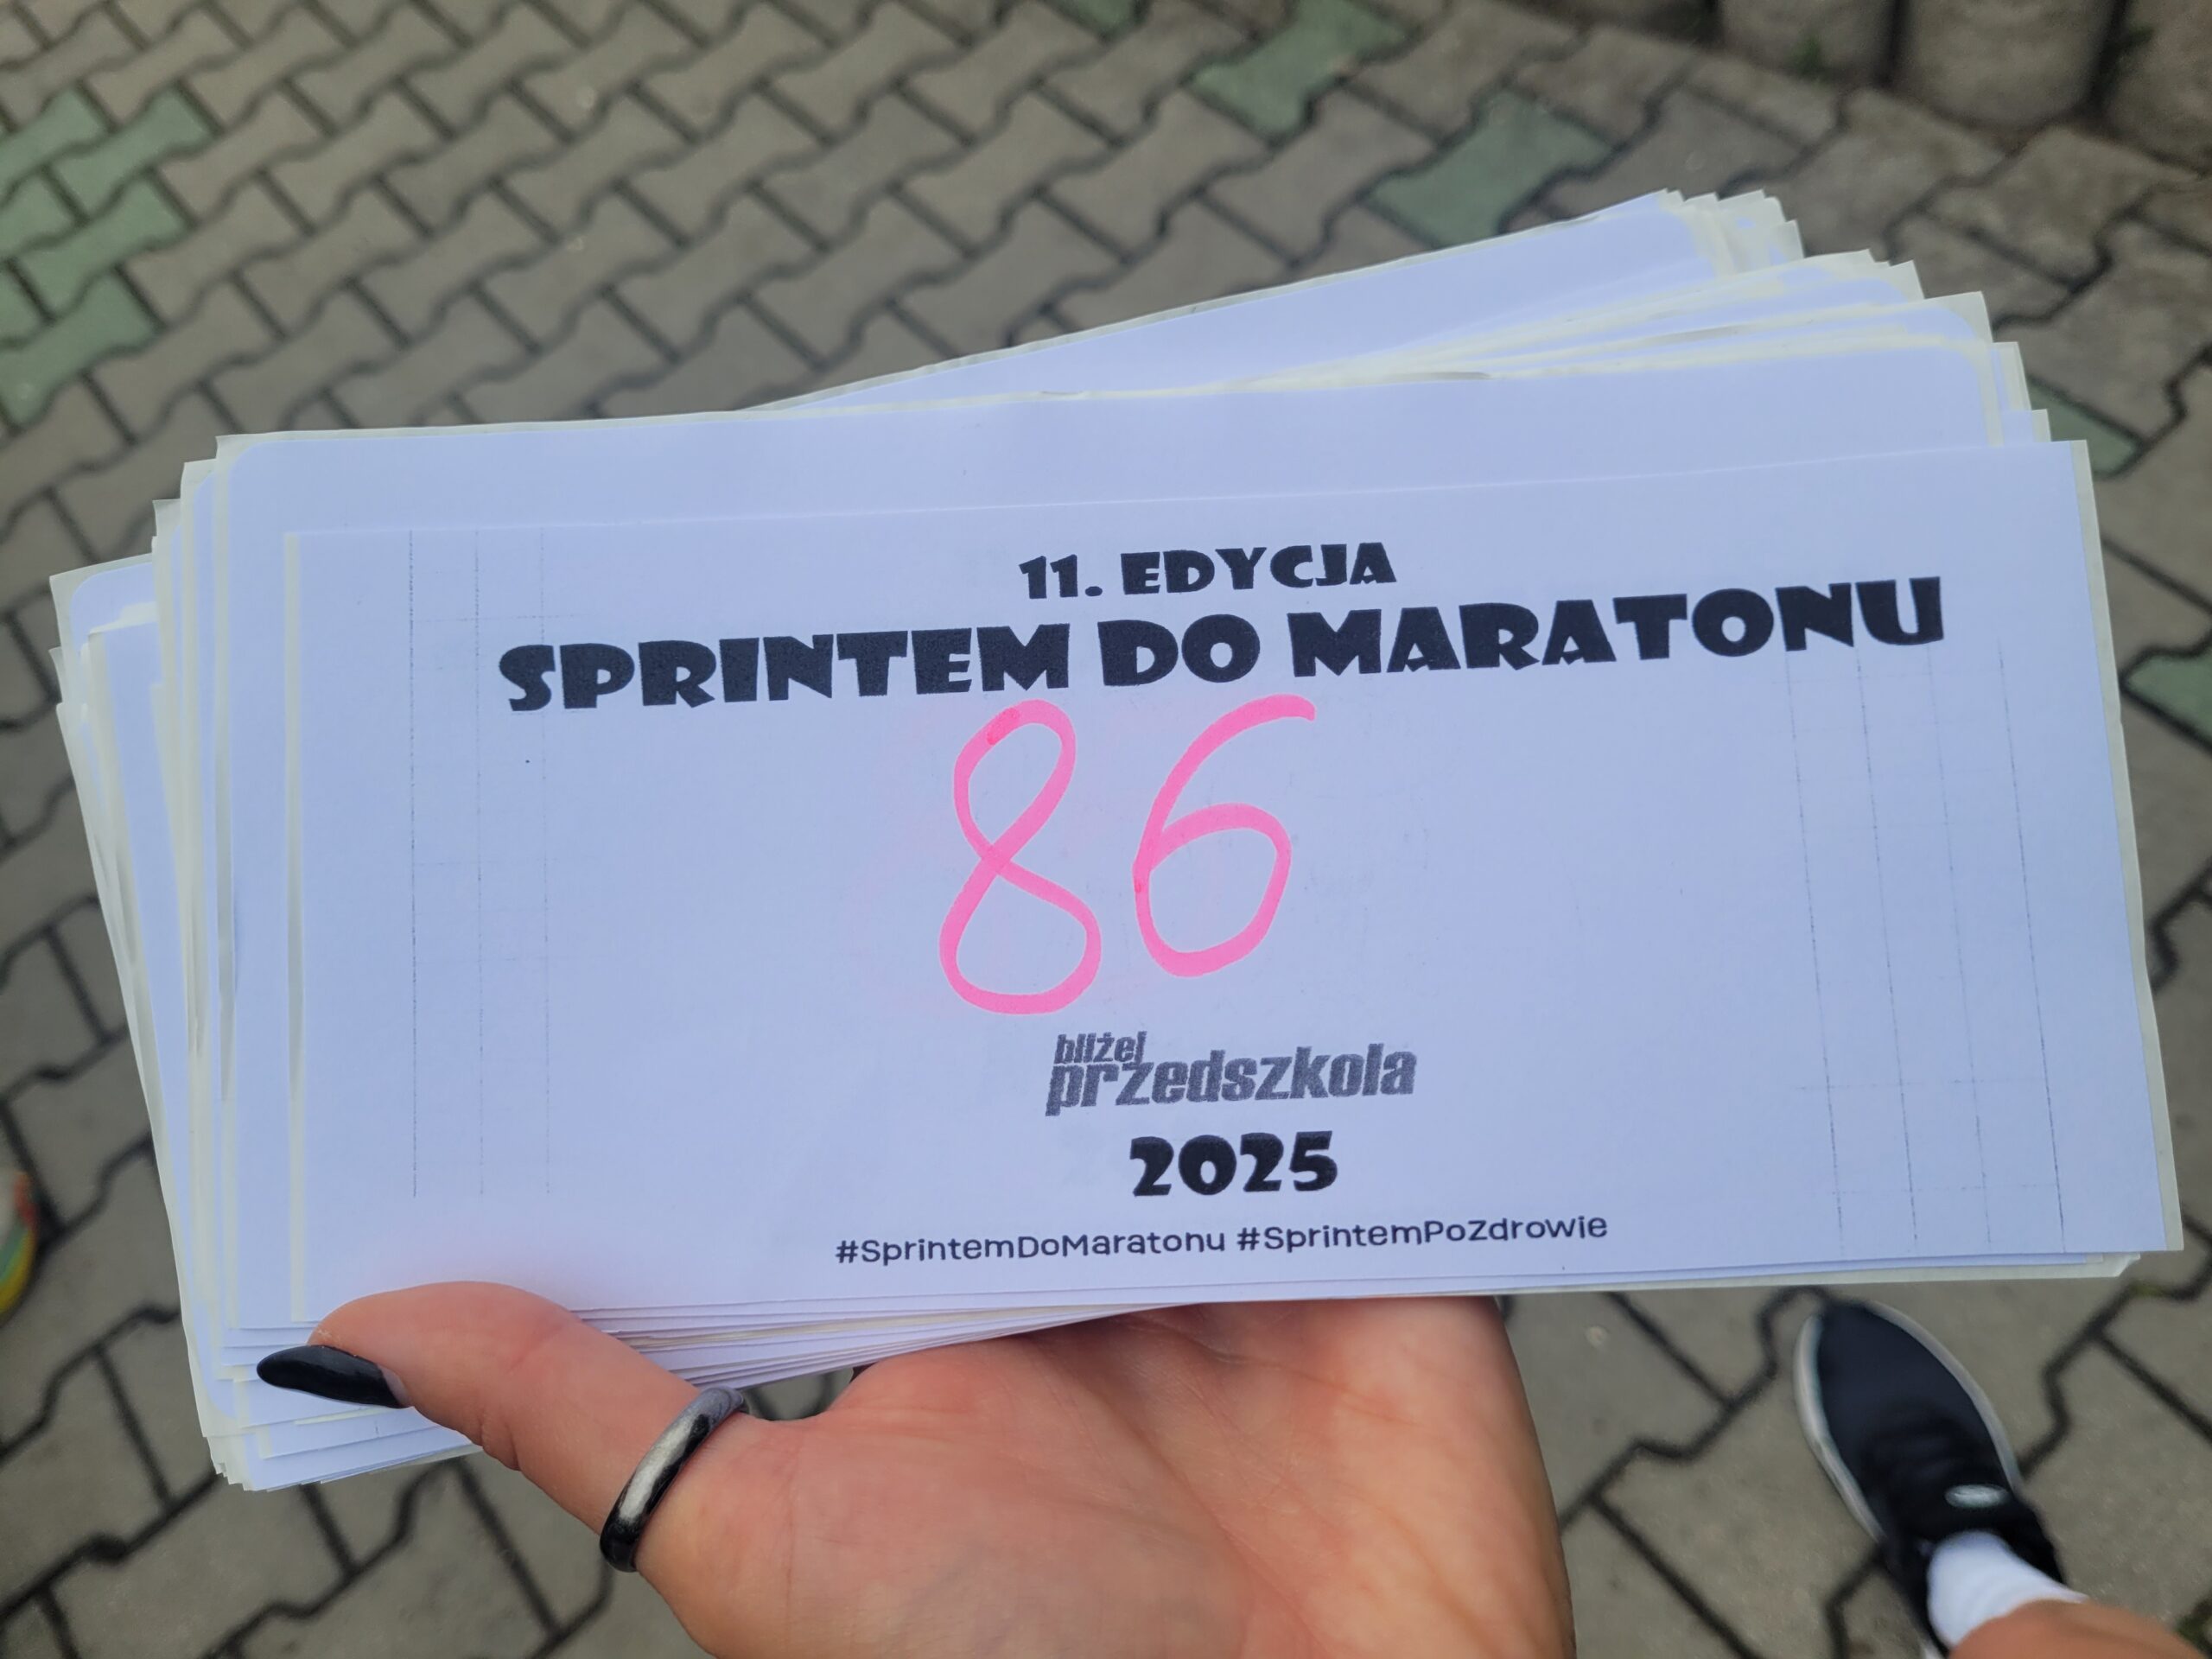 11. EDYCJA
SPRINTEM DO MARATONU
86
bliżej
przedszkola
2025
#SprintemDoMaratonu #SprintemPoZdrowie